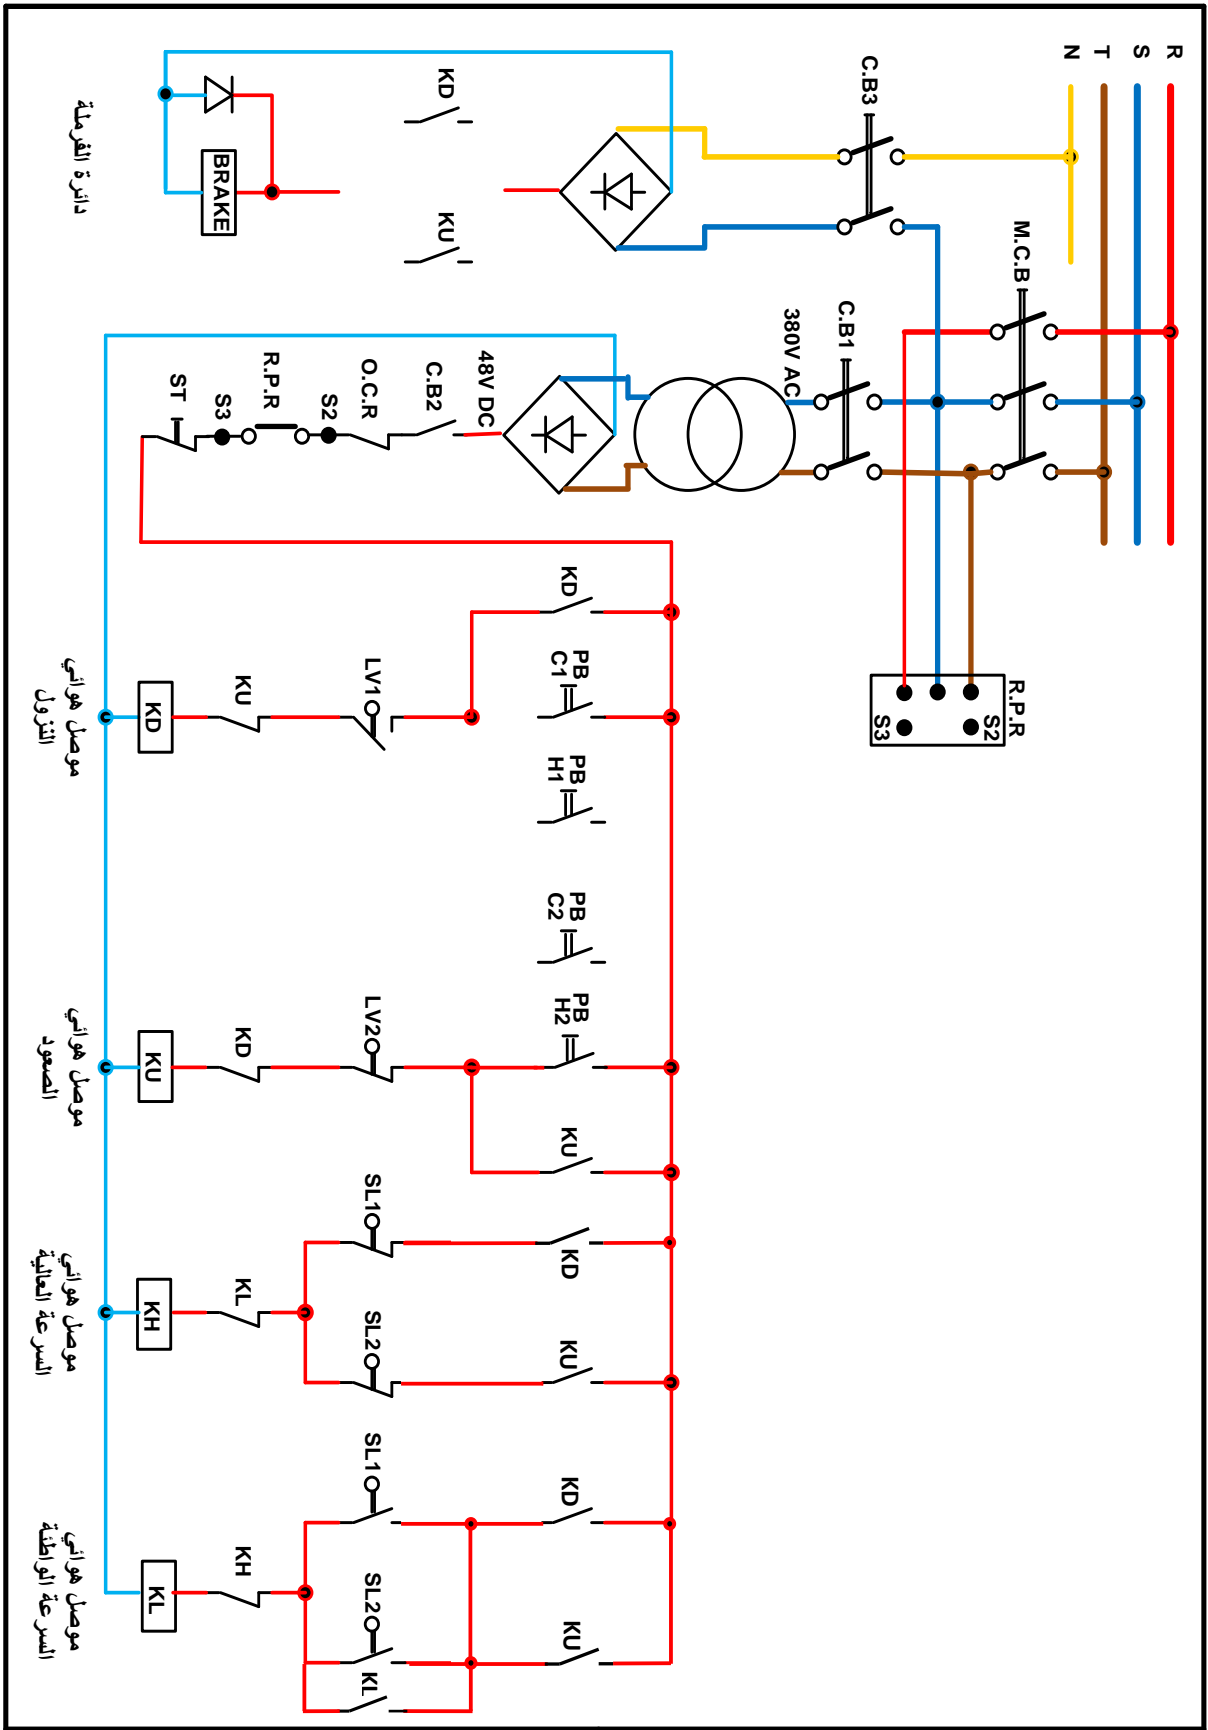 R
S
T
N
M.C.B
C.B3
C.B1
380V AC
48V DC
C.B2
O.C.R
S2
R.P.R
S3
ST
KD
KU
BRAKE
دائرة الفرملة
R.P.R
S2
S3
KD
PB
C1
PB
H1
PB
C2
PB
H2
KU
KD
KU
KD
KU
LV1
LV2
SL1
SL2
SL1
SL2
KL
KU
KD
KL
KH
KD
KU
KH
KL
موصل هوائي
النزول
موصل هوائي
الصعود
موصل هوائي
السرعة العالية
موصل هوائي
السرعة الواطئة